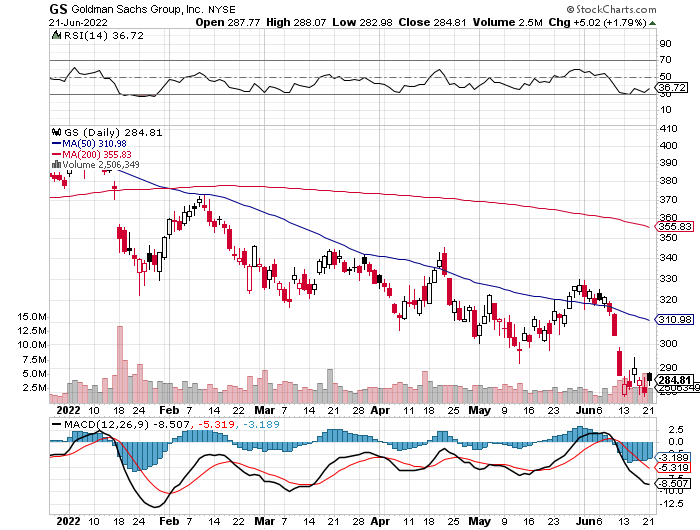 GS Goldman Sachs Group, Inc. NYSE © StockCharts.com
21-Jun-2022 Open 287.77 High 288.07 Low 282.98 Close 284.81 Volume 2.5M Chg +5.02 (+1.79%)
RSI(14) 36.72
90
70
50
36.72
30
10
GS (Daily) 284.81
MA(50) 310.98
MA(200) 355.83
Volume 2,506,349
410
400
390
380
370
360
355.83
350
340
330
320
310.98
300
290
284.81
2506349
15.0M
12.5M
10.0M
7.5M
5.0M
2.5M
2022 10 18 24 Feb 7 14 22 Mar 7 14 21 28 Apr 11 18 25 May 9 16 23 Jun 6 13 21
MACD(12,26,9) -8.507, -5.319, -3.189
2.5
0.0
-3.189
-5.319
-8.507
-10.0
-12.5
2022 10 18 24 Feb 7 14 22 Mar 7 14 21 28 Apr 11 18 25 May 9 16 23 Jun 6 13 21